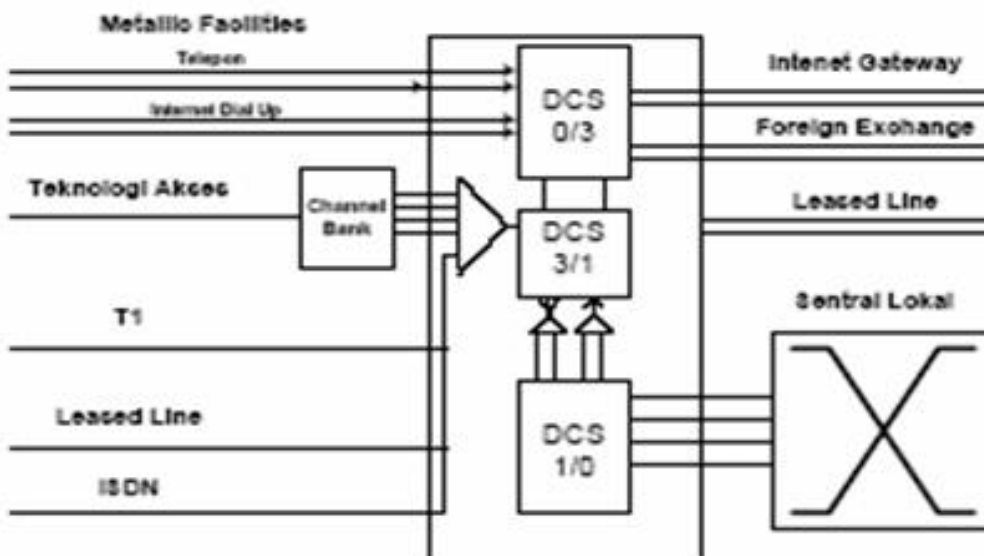 Metallic Facilities
Telepon
Internet Dial Up
Teknologi Akses
Channel
Bank
T1
Leased Line
ISDN
DCS
0/3
DCS
3/1
DCS
1/0
Intenet Gateway
Foreign Exchange
Leased Line
Sentral Lokal